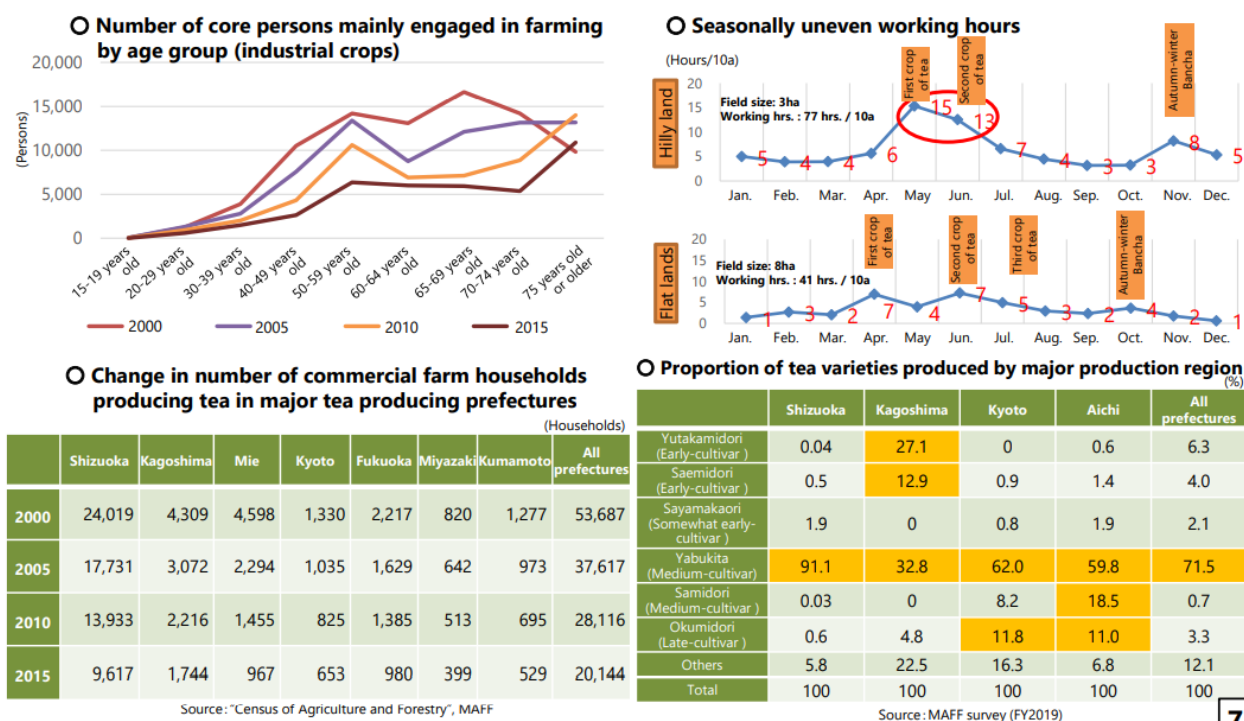 Number of core persons mainly engaged in farming
by age group (industrial crops)
(Persons)
20,000
15,000
10,000
5,000
0
15-19 years old
20-29 years old
30-39 years old
40-49 years old
50-59 years old
60-64 years old
65-69 years old
70-74 years old
75 years old or older
2000 2005 2010 2015
Seasonally uneven working hours
(Hours/10a)
Hilly land
20
15
10
5
0
Field size: 3ha
Working hrs. : 77 hrs. / 10a
First crop of tea
Second crop of tea
Autumn-winter Bancha
5 4 4 6 15 13 7 4 3 3 8 5
Jan. Feb. Mar. Apr. May Jun. Jul. Aug. Sep. Oct. Nov. Dec.
Flat lands
20
15
10
5
0
Field size: 8ha
Working hrs. : 41 hrs. / 10a
First crop of tea
Second crop of tea
Third crop of tea
Autumn-winter Bancha
1 3 2 7 4 7 5 3 2 4 2 1
Jan. Feb. Mar. Apr. May Jun. Jul. Aug. Sep. Oct. Nov. Dec.
Change in number of commercial farm households
producing tea in major tea producing prefectures
(Households)
Shizuoka Kagoshima Mie Kyoto Fukuoka Miyazaki Kumamoto All prefectures
2000 24,019 4,309 4,598 1,330 2,217 820 1,277 53,687
2005 17,731 3,072 2,294 1,035 1,629 642 973 37,617
2010 13,933 2,216 1,455 825 1,385 513 695 28,116
2015 9,617 1,744 967 653 980 399 529 20,144
Source: "Census of Agriculture and Forestry", MAFF
Proportion of tea varieties produced by major production region
(%)
Shizuoka Kagoshima Kyoto Aichi All prefectures
Yutakamidori (Early-cultivar ) 0.04 27.1 0 0.6 6.3
Saemidori (Early-cultivar ) 0.5 12.9 0.9 1.4 4.0
Sayamakaori (Somewhat early-cultivar ) 1.9 0 0.8 1.9 2.1
Yabukita (Medium-cultivar) 91.1 32.8 62.0 59.8 71.5
Samidori (Medium-cultivar ) 0.03 0 8.2 18.5 0.7
Okumidori (Late-cultivar ) 0.6 4.8 11.8 11.0 3.3
Others 5.8 22.5 16.3 6.8 12.1
Total 100 100 100 100 100
Source: MAFF survey (FY2019)
7